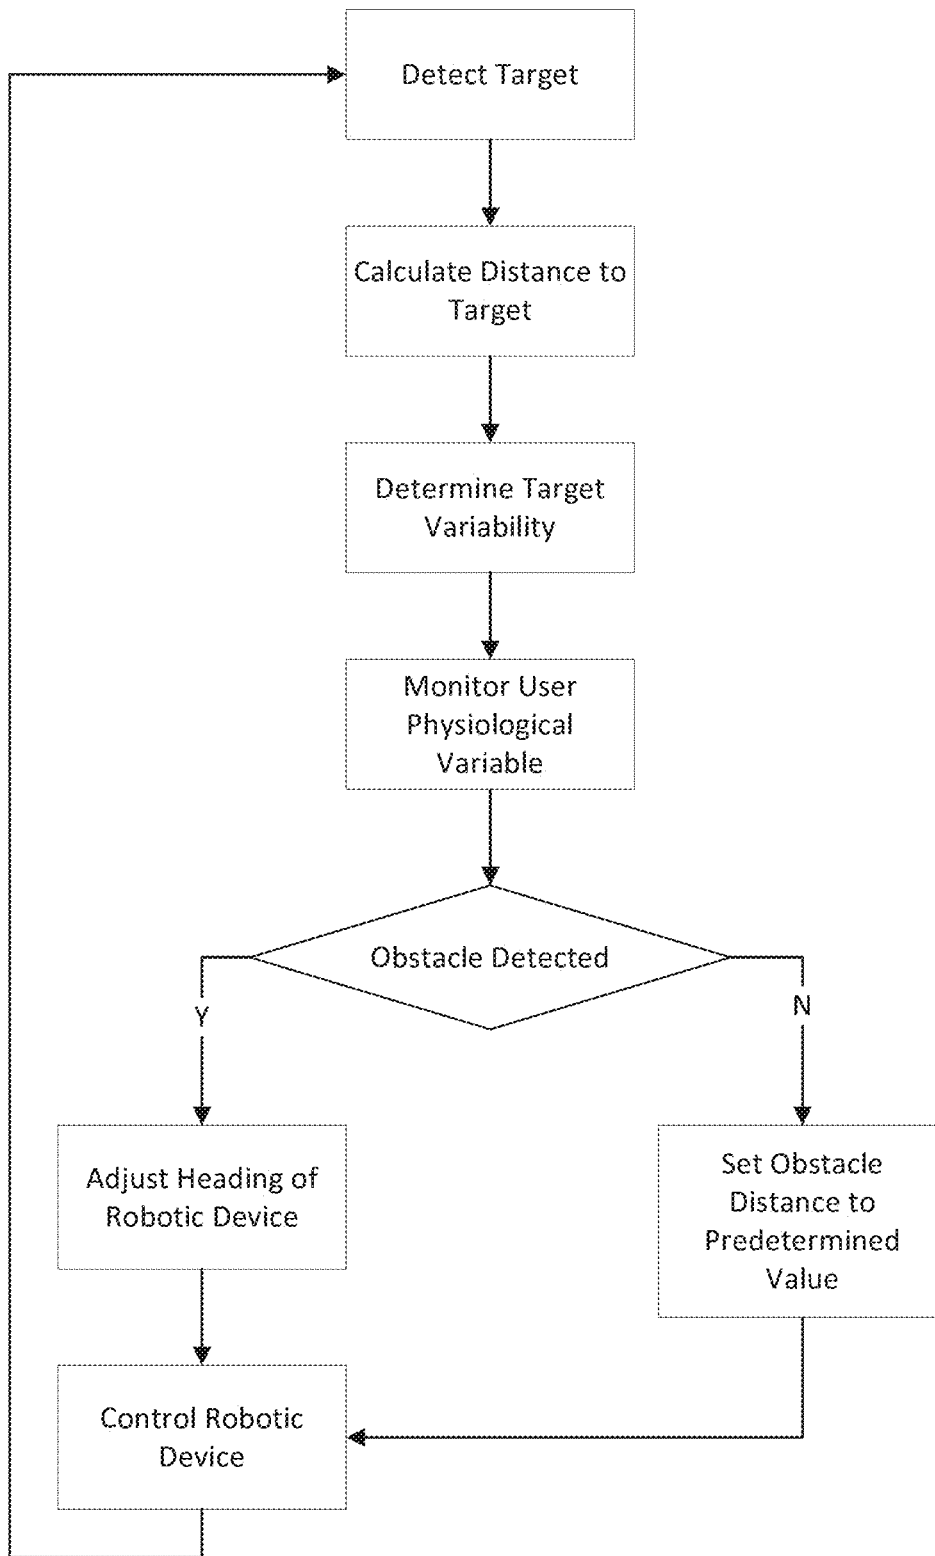 Detect Target
Calculate Distance to
Target
Determine Target
Variability
Monitor User
Physiological
Variable
Obstacle Detected
Y
N
Adjust Heading of
Robotic Device
Set Obstacle
Distance to
Predetermined
Value
Control Robotic
Device